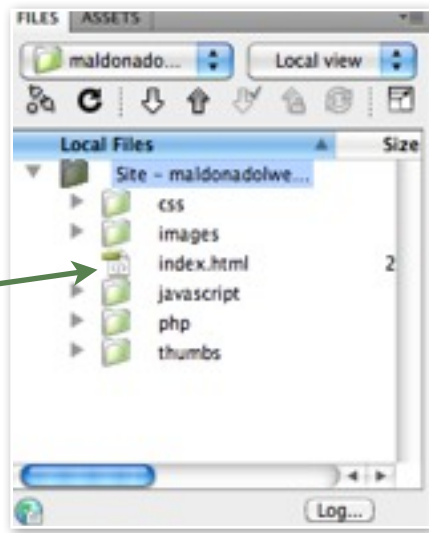 FILES ASSETS
maldonado... Local view
Local Files Size
Site – maldonadolwe...
css
images
index.html 2
javascript
php
thumbs
Log...